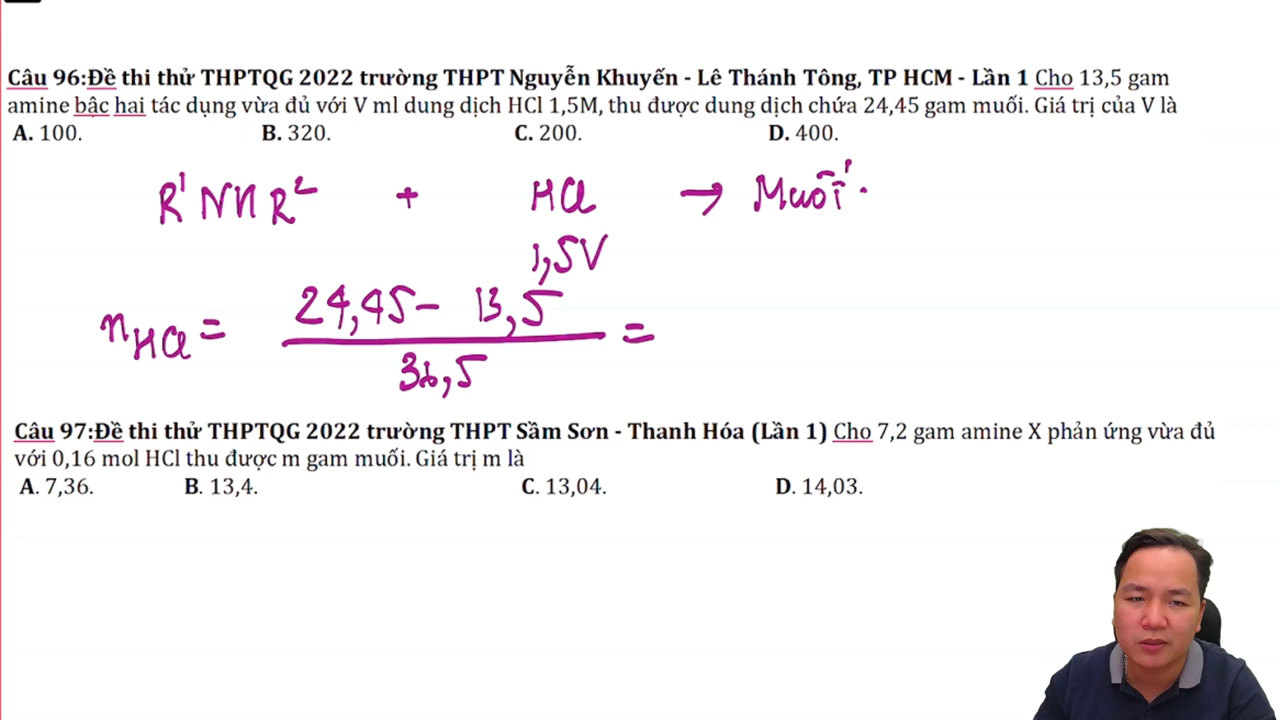 Câu 96:Đề thi thử THPTQG 2022 trường THPT Nguyễn Khuyến - Lê Thánh Tông, TP HCM - Lần 1 Cho 13,5 gam
amine bậc hai tác dụng vừa đủ với V ml dung dịch HCl 1,5M, thu được dung dịch chứa 24,45 gam muối. Giá trị của V là
A. 100. B. 320. C. 200. D. 400.
R¹NHR² + HCl → Muối.
1,5V
n_HCl = (24,45 - 13,5) / 36,5 =
Câu 97:Đề thi thử THPTQG 2022 trường THPT Sầm Sơn - Thanh Hóa (Lần 1) Cho 7,2 gam amine X phản ứng vừa đủ
với 0,16 mol HCl thu được m gam muối. Giá trị m là
A. 7,36. B. 13,4. C. 13,04. D. 14,03.